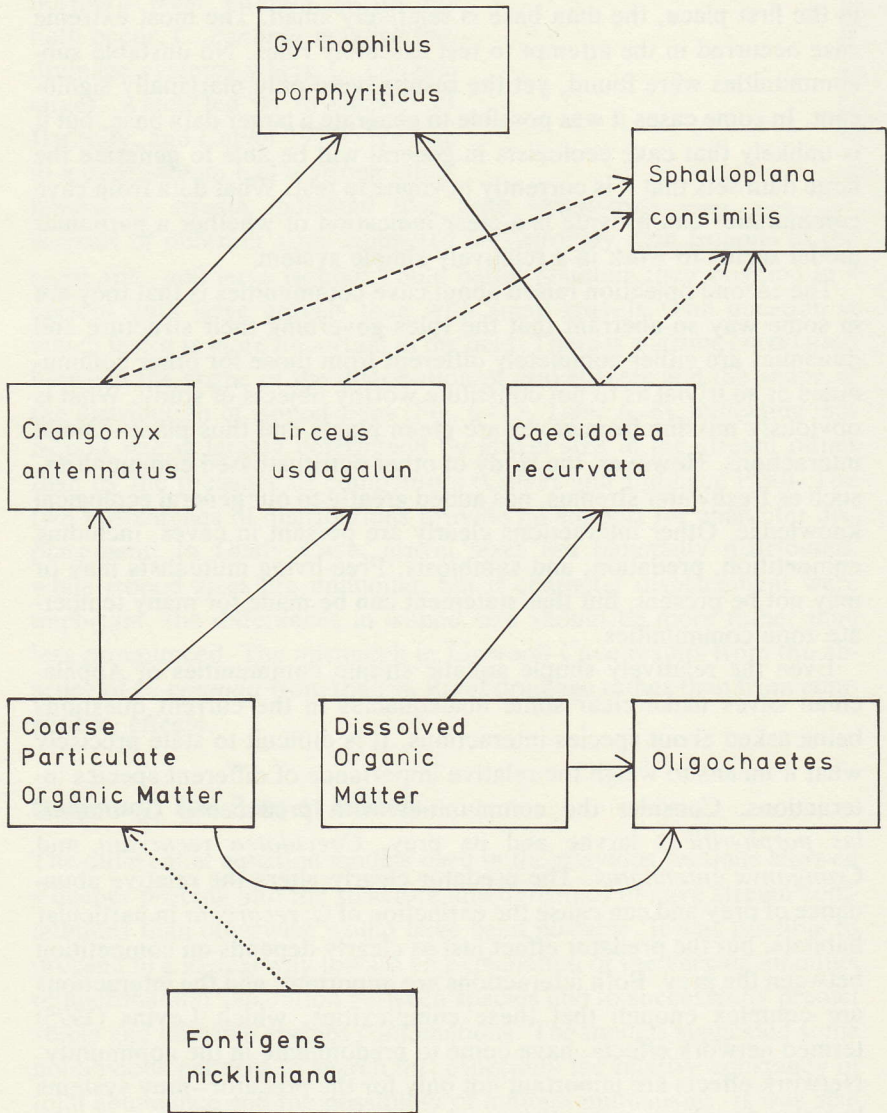 Gyrinophilus
porphyriticus
Sphalloplana
consimilis
Crangonyx
antennatus
Lirceus
usdagalun
Caecidotea
recurvata
Coarse
Particulate
Organic Matter
Dissolved
Organic
Matter
Oligochaetes
Fontigens
nickliniana